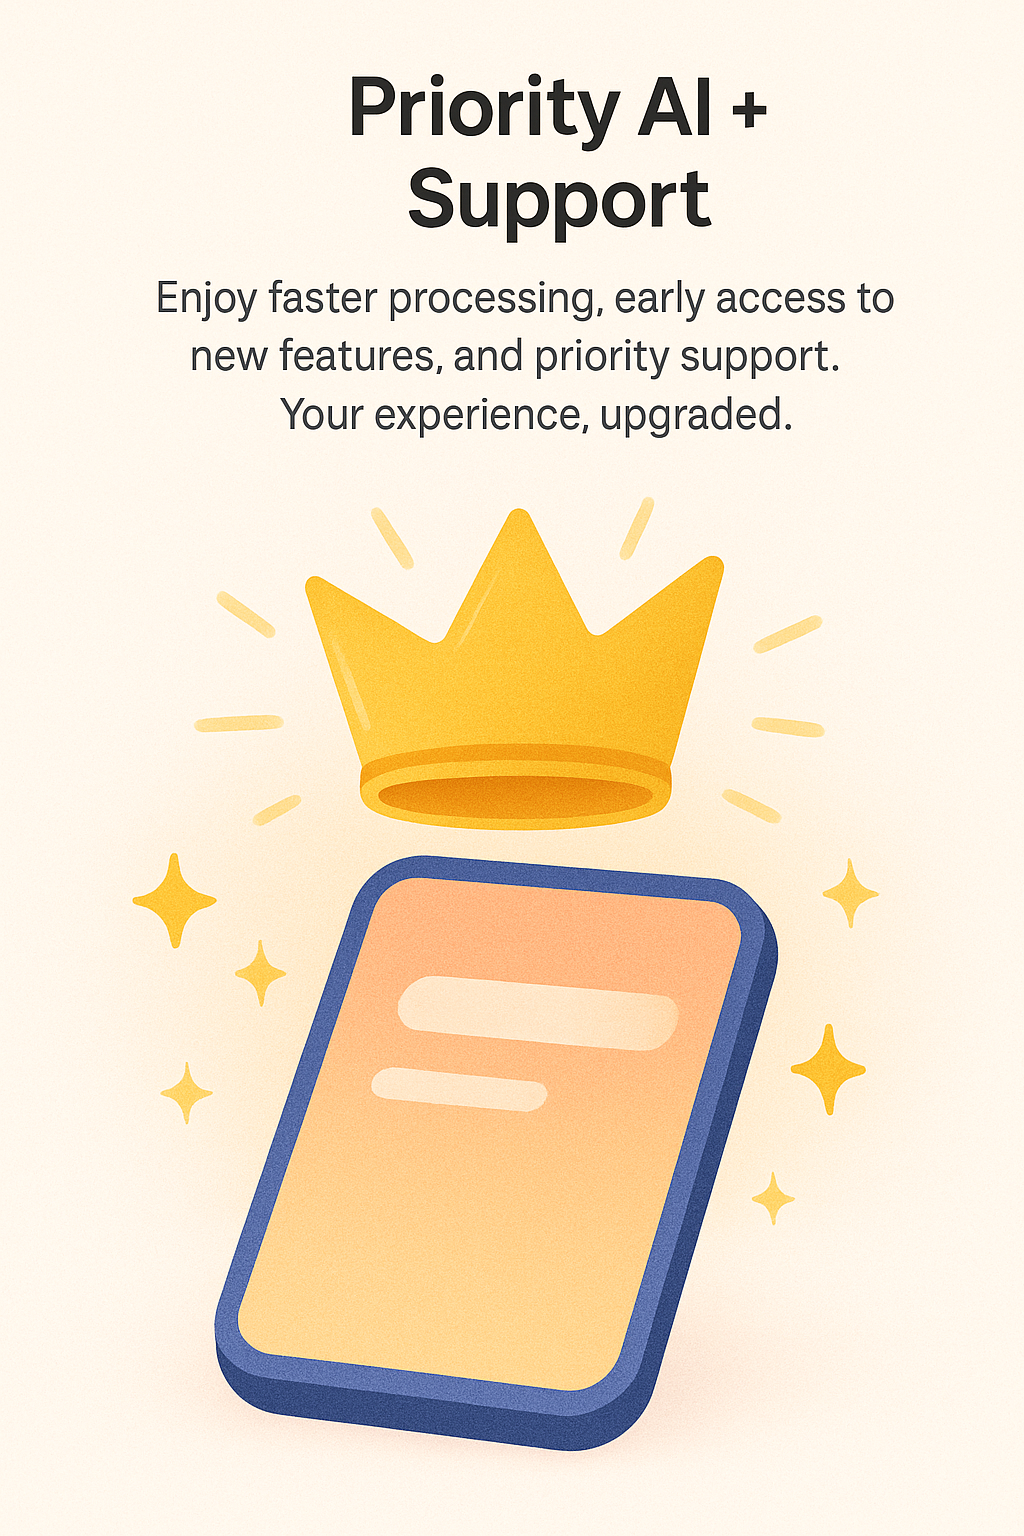 Priority AI +
Support
Enjoy faster processing, early access to
new features, and priority support.
Your experience, upgraded.